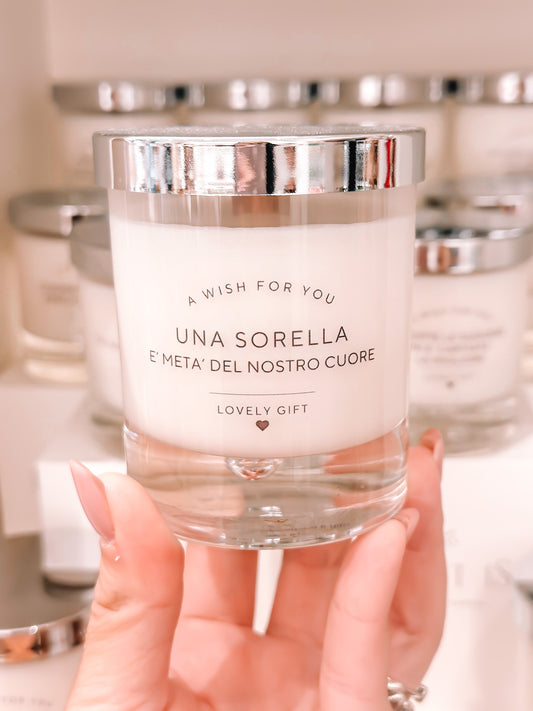 A WISH FOR YOU
UNA SORELLA
E' META' DEL NOSTRO CUORE
LOVELY GIFT